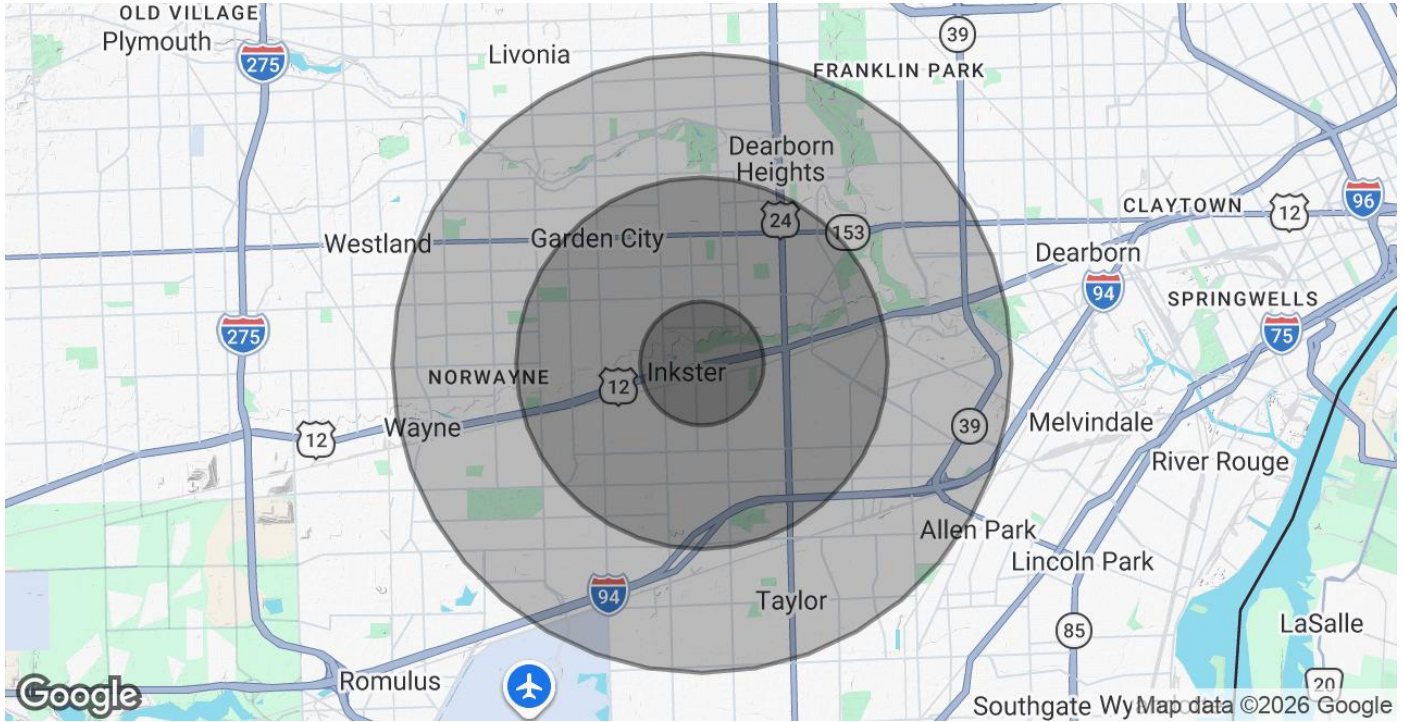 OLD VILLAGE
Plymouth
275
Livonia
39
FRANKLIN PARK
Dearborn
Heights
96
CLAYTOWN
12
24
153
Westland
Garden City
Dearborn
94
SPRINGWELLS
75
275
NORWAYNE
Inkster
12
12
Wayne
39
Melvindale
River Rouge
Allen Park
Lincoln Park
94
Taylor
85
LaSalle
Romulus
20
Google
Southgate
Map data ©2026 Google